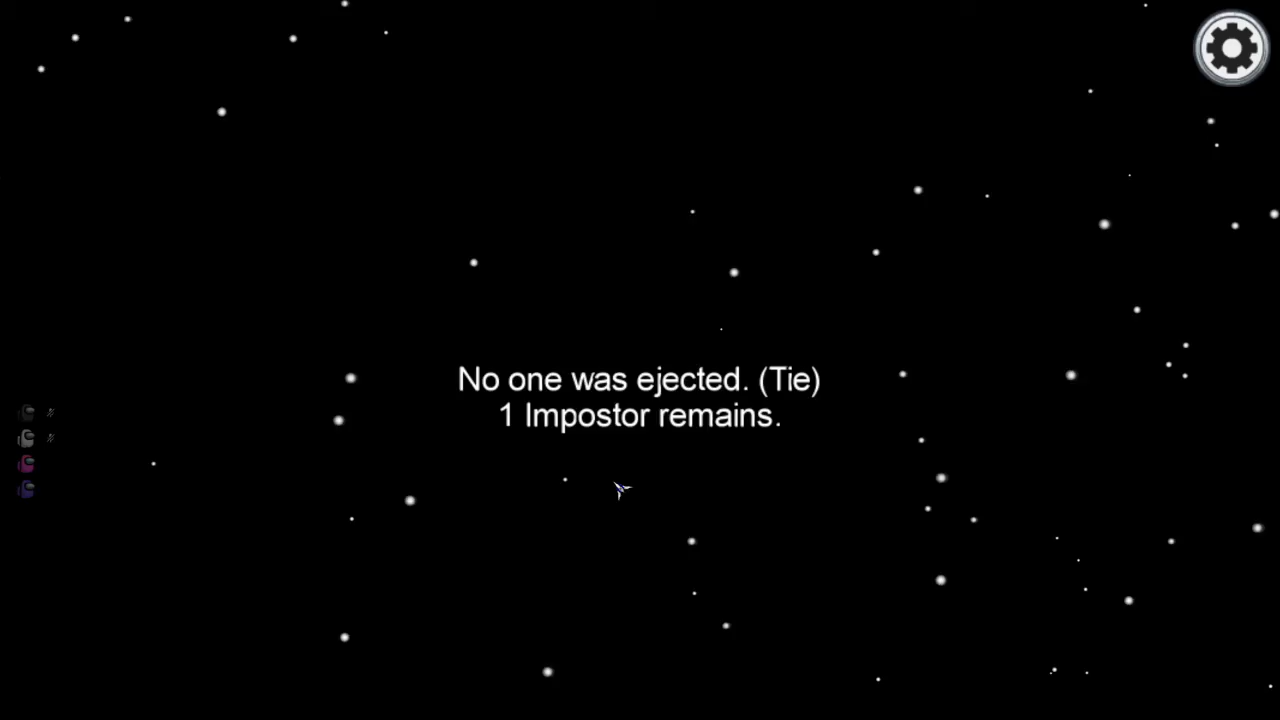 No one was ejected. (Tie)
1 Impostor remains.